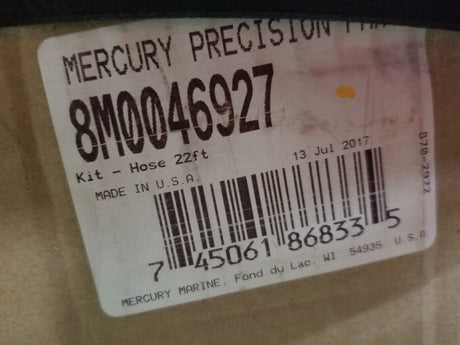 MERCURY PRECISION
8M0046927
Kit - Hose 22ft
13 Jul 2017
MADE IN U.S.A.
870-2922
7 45061 86833 5
MERCURY MARINE, Fond du Lac, WI 54935 U.S.A